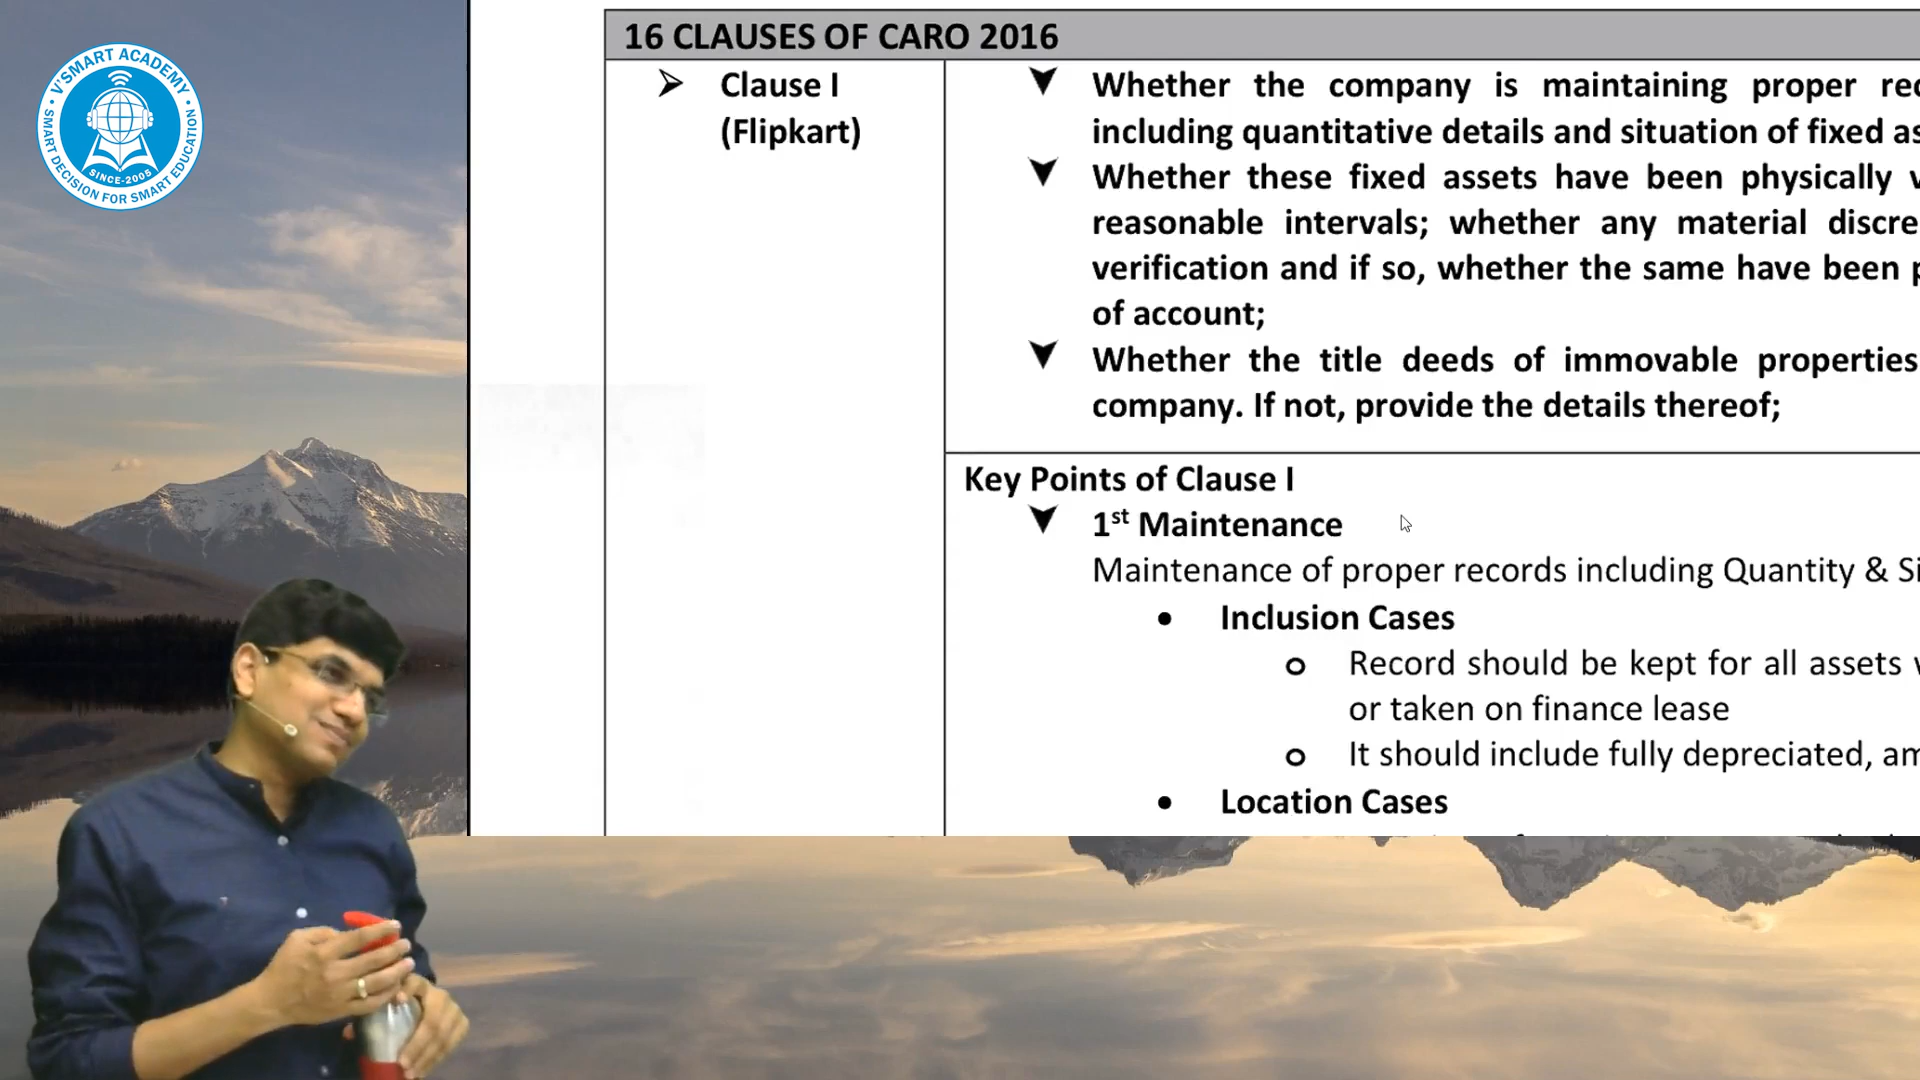 V'SMART ACADEMY
SINCE-2005
SMART DECISION FOR SMART EDUCATION
16 CLAUSES OF CARO 2016
Clause I
(Flipkart)
Whether the company is maintaining proper
including quantitative details and situation of fixed
Whether these fixed assets have been physically
reasonable intervals; whether any material
verification and if so, whether the same have been
of account;
Whether the title deeds of immovable properties
company. If not, provide the details thereof;
Key Points of Clause I
1st Maintenance
Maintenance of proper records including Quantity &
Inclusion Cases
Record should be kept for all assets
or taken on finance lease
It should include fully depreciated,
Location Cases